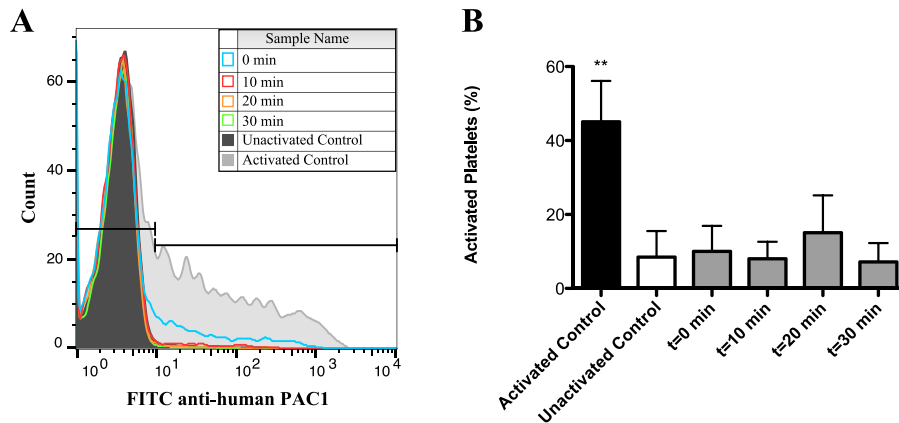 A
Count
60
40
20
0
10^0
10^1
10^2
10^3
10^4
FITC anti-human PAC1
Sample Name
0 min
10 min
20 min
30 min
Unactivated Control
Activated Control
B
Activated Platelets (%)
60
40
20
0
**
Activated Control
Unactivated Control
t=0 min
t=10 min
t=20 min
t=30 min